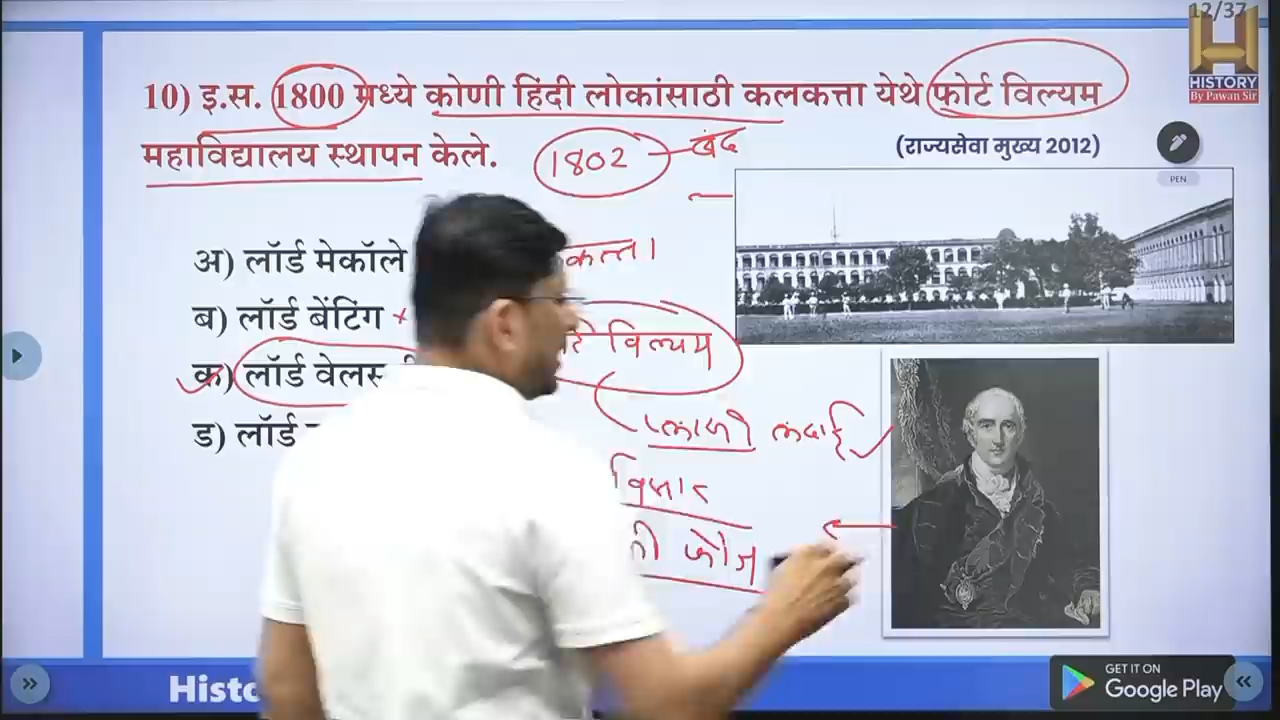 12/37
HISTORY
By Pawan Sir
10) इ.स. 1800 मध्ये कोणी हिंदी लोकांसाठी कलकत्ता येथे फोर्ट विल्यम
महाविद्यालय स्थापन केले.
1802 बंद
(राज्यसेवा मुख्य 2012)
PEN
अ) लॉर्ड मेकॉले
ब) लॉर्ड बेंटिंग
विल्यम
क) लॉर्ड
लढाई
ड) लॉर्ड
फौज
GET IT ON
Google Play